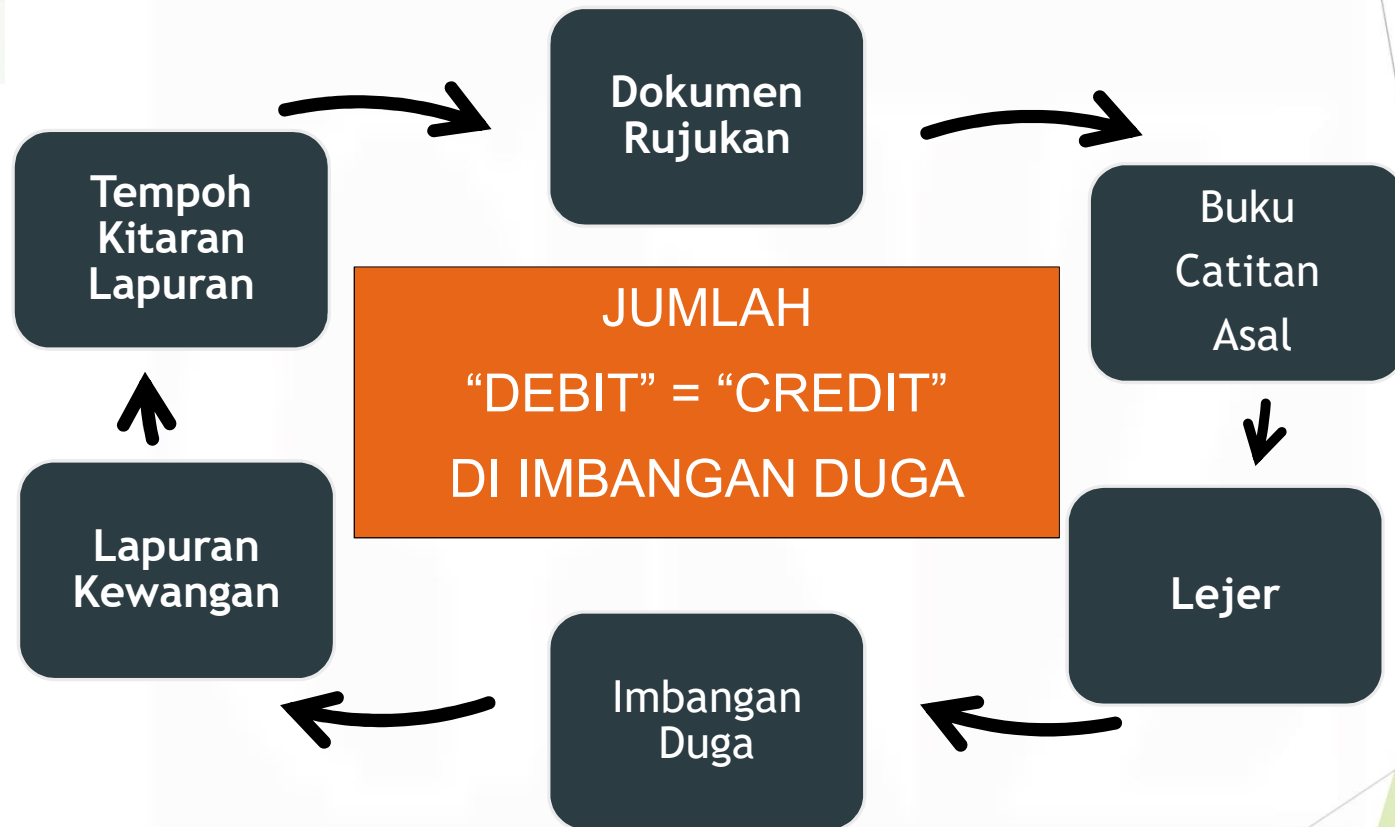 Dokumen
Rujukan
Buku
Catitan
Asal
Lejer
Imbangan
Duga
Lapuran
Kewangan
Tempoh
Kitaran
Lapuran
JUMLAH
“DEBIT” = “CREDIT”
DI IMBANGAN DUGA